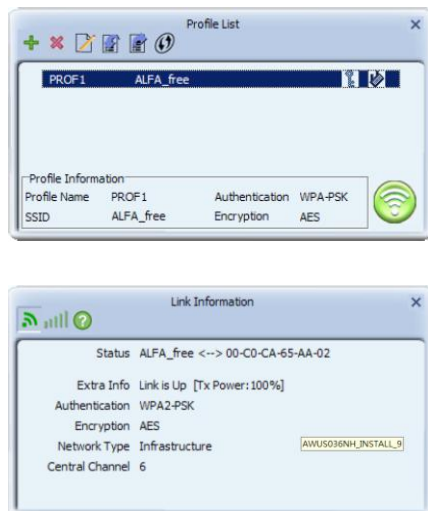 Profile List
PROF1 ALFA_free
Profile Information
Profile Name PROF1 Authentication WPA-PSK
SSID ALFA_free Encryption AES
Link Information
Status ALFA_free <--> 00-C0-CA-65-AA-02
Extra Info Link is Up [Tx Power:100%]
Authentication WPA2-PSK
Encryption AES
Network Type Infrastructure AWUS036NH_INSTALL_9
Central Channel 6